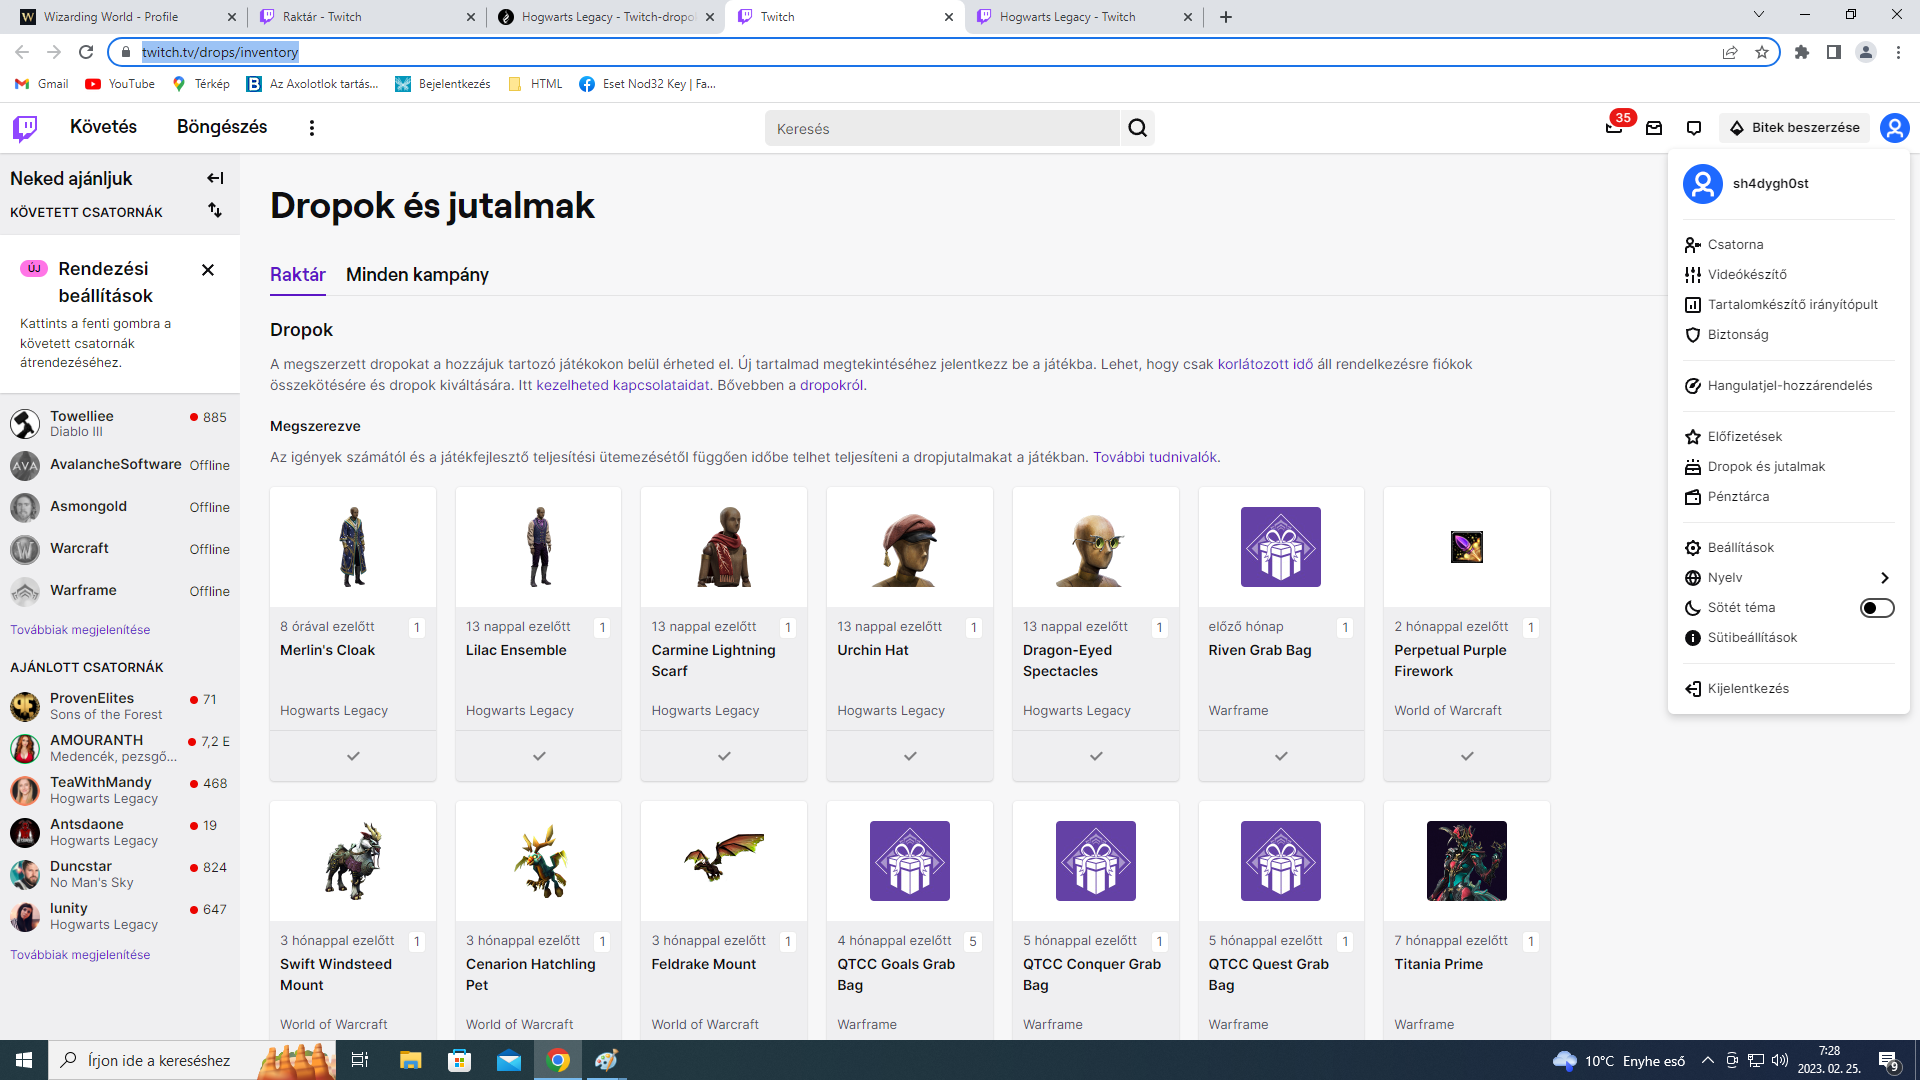 Wizarding World - Profile
Raktár - Twitch
Hogwarts Legacy - Twitch-dropo
Twitch
Hogwarts Legacy - Twitch
twitch.tv/drops/inventory
Gmail
YouTube
Térkép
Az Axolotlok tartás...
Bejelentkezés
HTML
Eset Nod32 Key | Fa...
Követés
Böngészés
Keresés
35
Bitek beszerzése
Neked ajánljuk
KÖVETETT CSATORNÁK
ÚJ
Rendezési
beállítások
Kattints a fenti gombra a
követett csatornák
átrendezéséhez.
Towelliee
885
Diablo III
AvalancheSoftware
Offline
Asmongold
Offline
Warcraft
Offline
Warframe
Offline
Továbbiak megjelenítése
AJÁNLOTT CSATORNÁK
ProvenElites
71
Sons of the Forest
AMOURANTH
7,2 E
Medencék, pezsgő...
TeaWithMandy
468
Hogwarts Legacy
Antsdaone
19
Hogwarts Legacy
Duncstar
824
No Man's Sky
lunity
647
Hogwarts Legacy
Továbbiak megjelenítése
Dropok és jutalmak
Raktár
Minden kampány
Dropok
A megszerzett dropokat a hozzájuk tartozó játékokon belül érheted el. Új tartalmad megtekintéséhez jelentkezz be a játékba. Lehet, hogy csak korlátozott idő áll rendelkezésre fiókok
összekötésére és dropok kiváltására. Itt kezelheted kapcsolataidat. Bővebben a dropokról.
Megszerezve
Az igények számától és a játékfejlesztő teljesítési ütemezésétől függően időbe telhet teljesíteni a dropjutalmakat a játékban. További tudnivalók.
8 órával ezelőtt
1
Merlin's Cloak
Hogwarts Legacy
13 nappal ezelőtt
1
Lilac Ensemble
Hogwarts Legacy
13 nappal ezelőtt
1
Carmine Lightning
Scarf
Hogwarts Legacy
13 nappal ezelőtt
1
Urchin Hat
Hogwarts Legacy
13 nappal ezelőtt
1
Dragon-Eyed
Spectacles
Hogwarts Legacy
előző hónap
1
Riven Grab Bag
Warframe
2 hónappal ezelőtt
1
Perpetual Purple
Firework
World of Warcraft
3 hónappal ezelőtt
1
Swift Windsteed
Mount
World of Warcraft
3 hónappal ezelőtt
1
Cenarion Hatchling
Pet
World of Warcraft
3 hónappal ezelőtt
1
Feldrake Mount
World of Warcraft
4 hónappal ezelőtt
5
QTCC Goals Grab
Bag
Warframe
5 hónappal ezelőtt
1
QTCC Conquer Grab
Bag
Warframe
5 hónappal ezelőtt
1
QTCC Quest Grab
Bag
Warframe
7 hónappal ezelőtt
1
Titania Prime
Warframe
sh4dygh0st
Csatorna
Videókészítő
Tartalomkészítő irányítópult
Biztonság
Hangulatjel-hozzárendelés
Előfizetések
Dropok és jutalmak
Pénztárca
Beállítások
Nyelv
Sötét téma
Sütibeállítások
Kijelentkezés
Írjon ide a kereséshez
10°C Enyhe eső
7:28
2023. 02. 25.
9